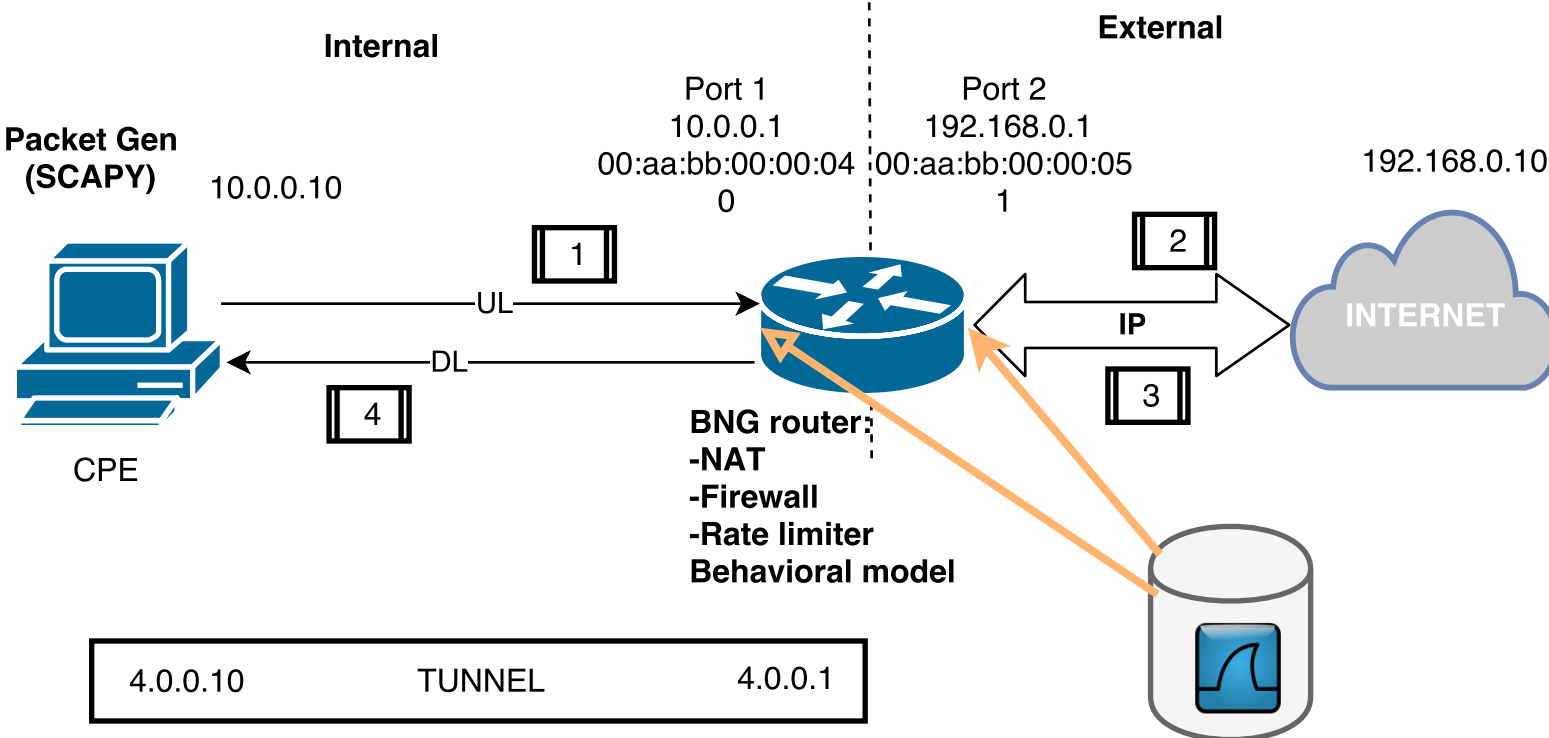 Internal
External
Packet Gen
(SCAPY)
10.0.0.10
Port 1
10.0.0.1
00:aa:bb:00:00:04
0
Port 2
192.168.0.1
00:aa:bb:00:00:05
1
192.168.0.10
1
2
UL
IP
INTERNET
DL
4
3
CPE
BNG router:
-NAT
-Firewall
-Rate limiter
Behavioral model
4.0.0.10 TUNNEL 4.0.0.1